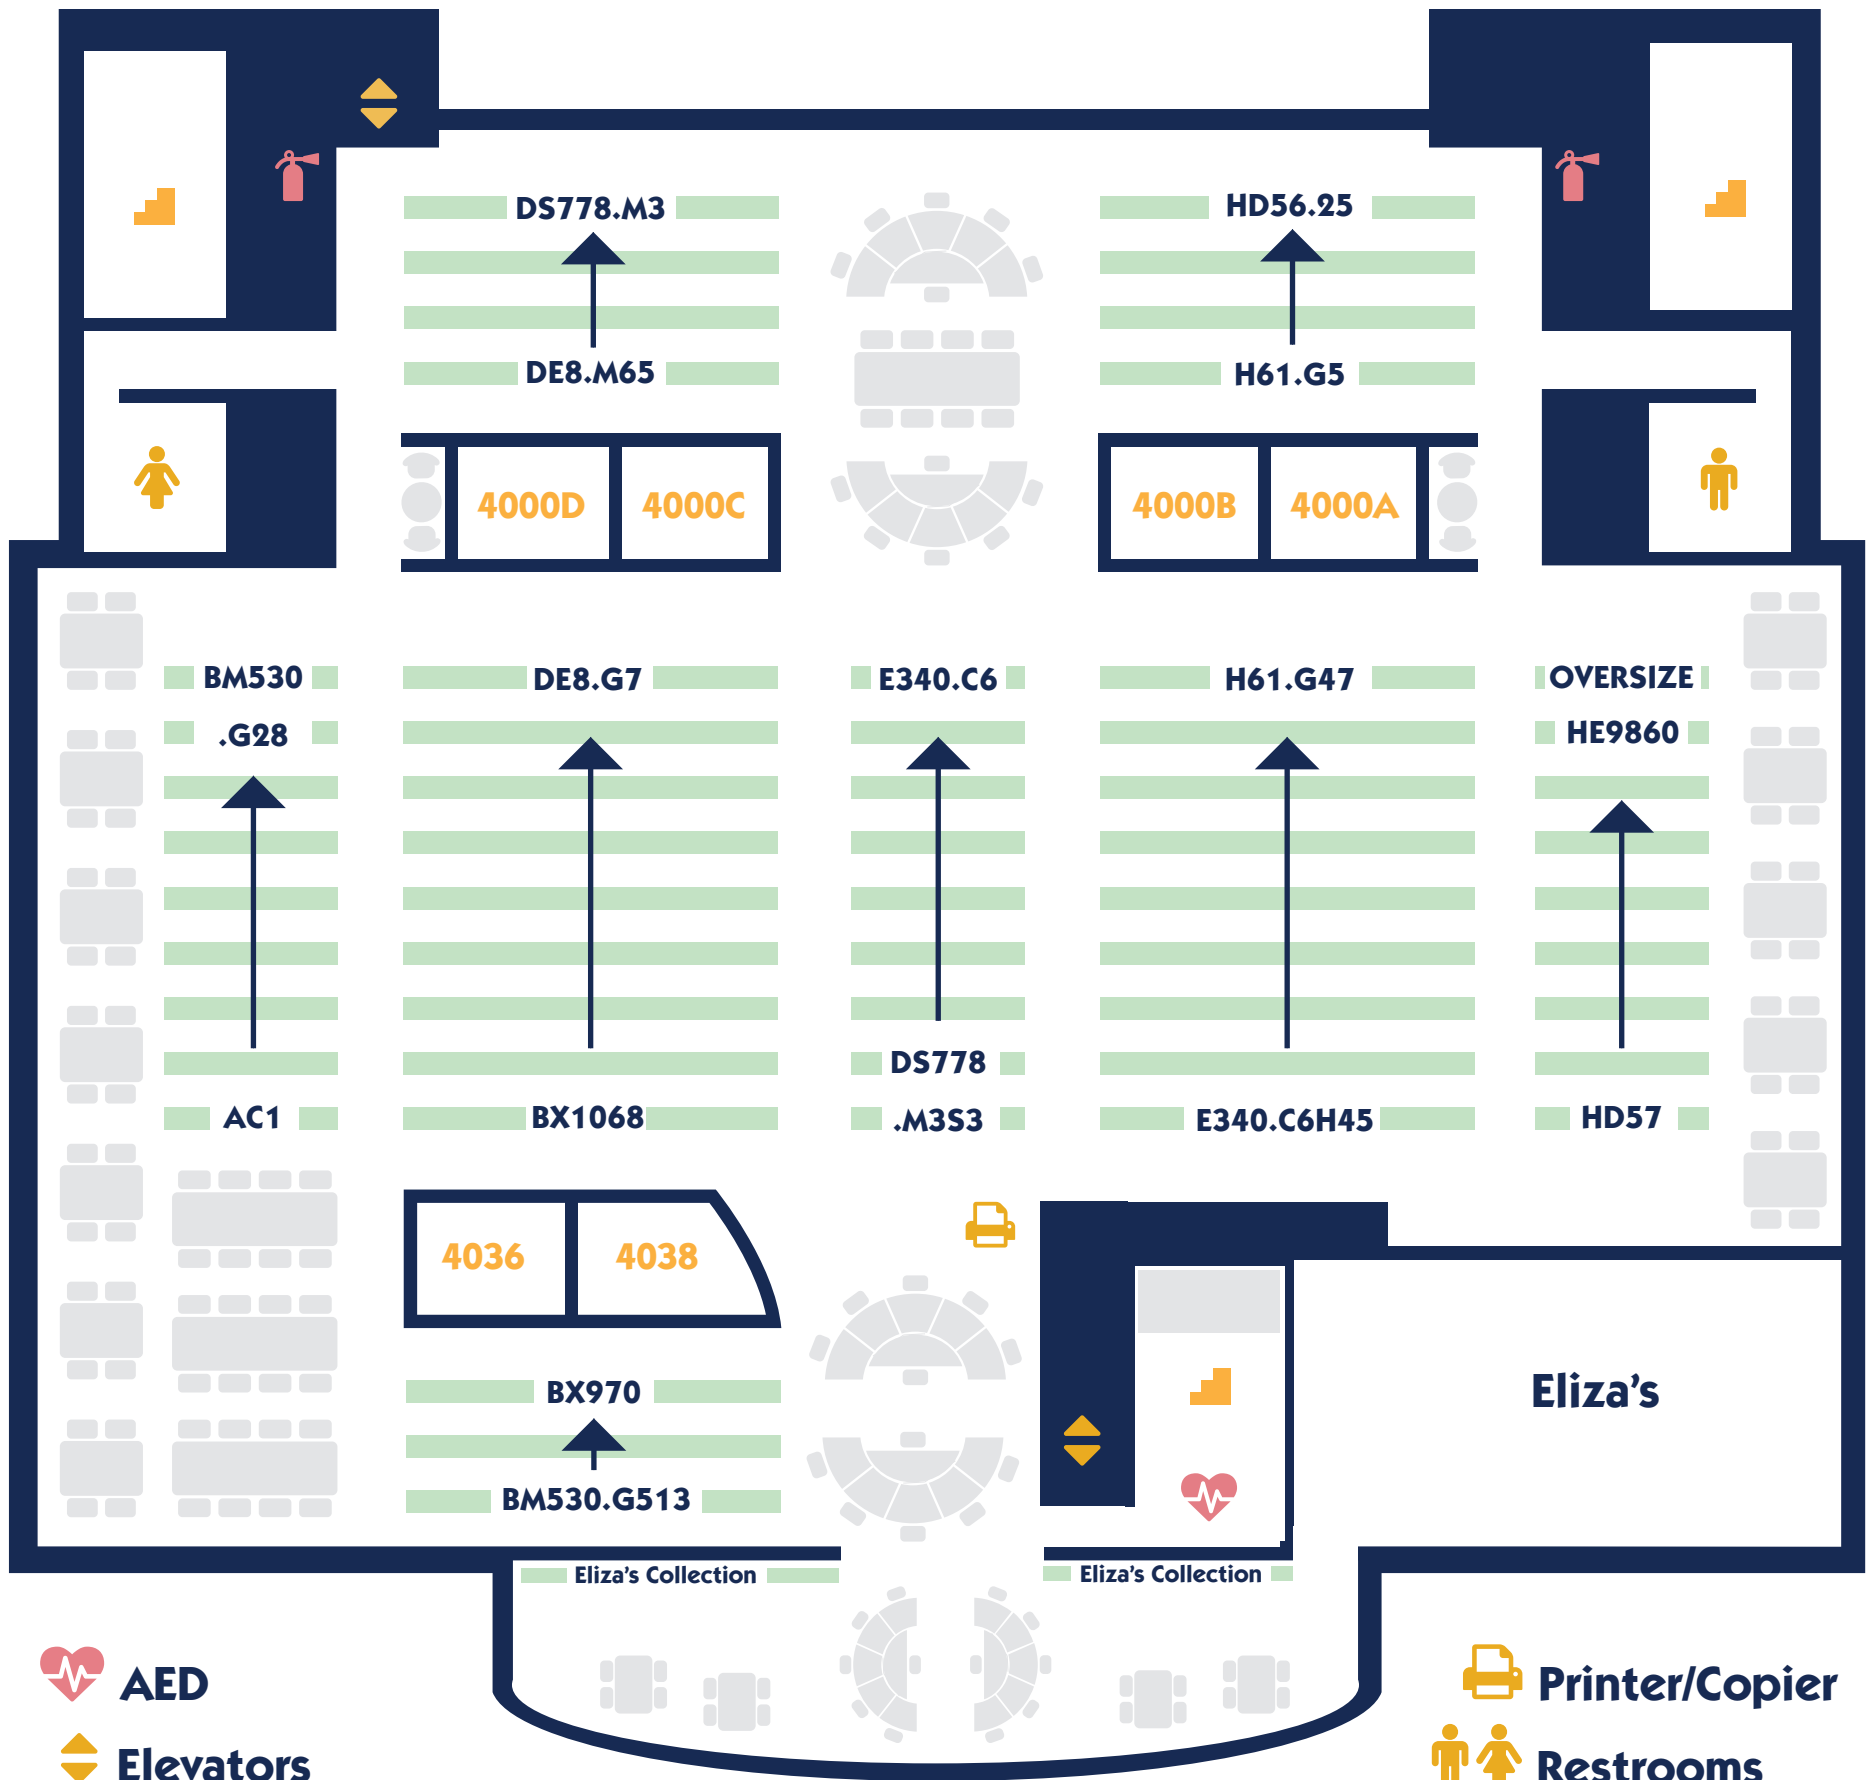 DS778.M3
HD56.25
DE8.M65
H61.G5
4000D
4000C
4000B
4000A
BM530
.G28
DE8.G7
E340.C6
H61.G47
OVERSIZE
HE9860
DS778
.M3S3
AC1
BX1068
E340.C6H45
HD57
4036
4038
BX970
BM530.G513
Eliza's
Eliza's Collection
Eliza's Collection
AED
Printer/Copier
Elevators
Restrooms